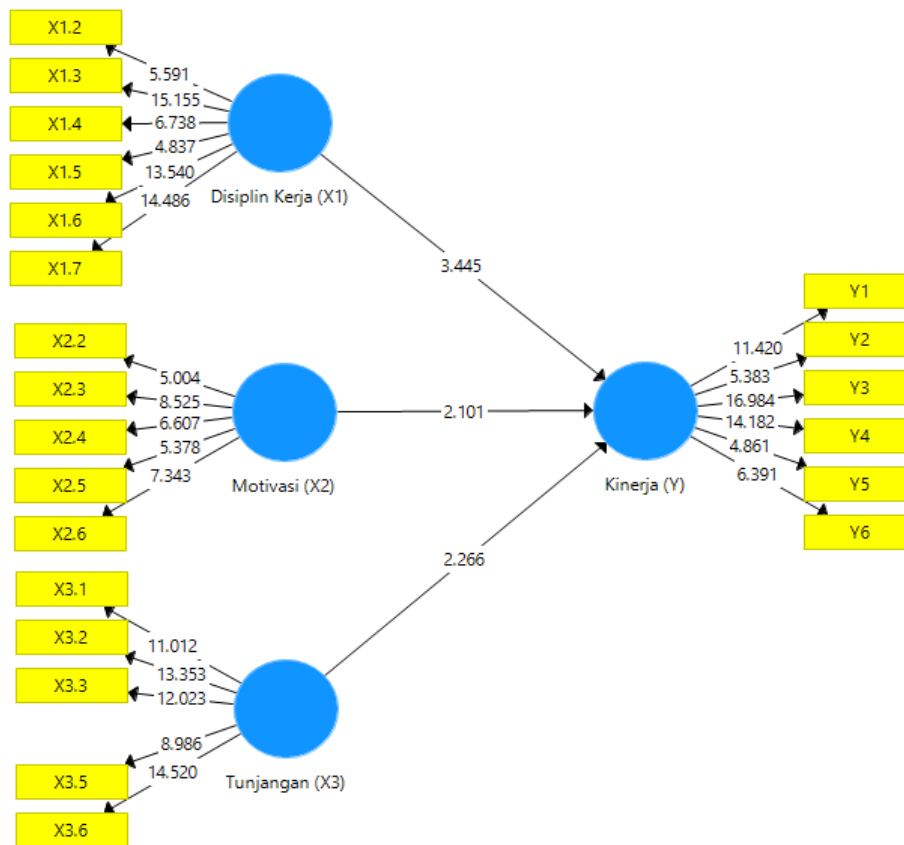 X1.2
X1.3
X1.4
X1.5
X1.6
X1.7
5.591
15.155
6.738
4.837
13.540
14.486
Disiplin Kerja (X1)
3.445
X2.2
X2.3
X2.4
X2.5
X2.6
5.004
8.525
6.607
5.378
7.343
Motivasi (X2)
2.101
X3.1
X3.2
X3.3
X3.5
X3.6
11.012
13.353
12.023
8.986
14.520
Tunjangan (X3)
2.266
Kinerja (Y)
11.420
5.383
16.984
14.182
4.861
6.391
Y1
Y2
Y3
Y4
Y5
Y6